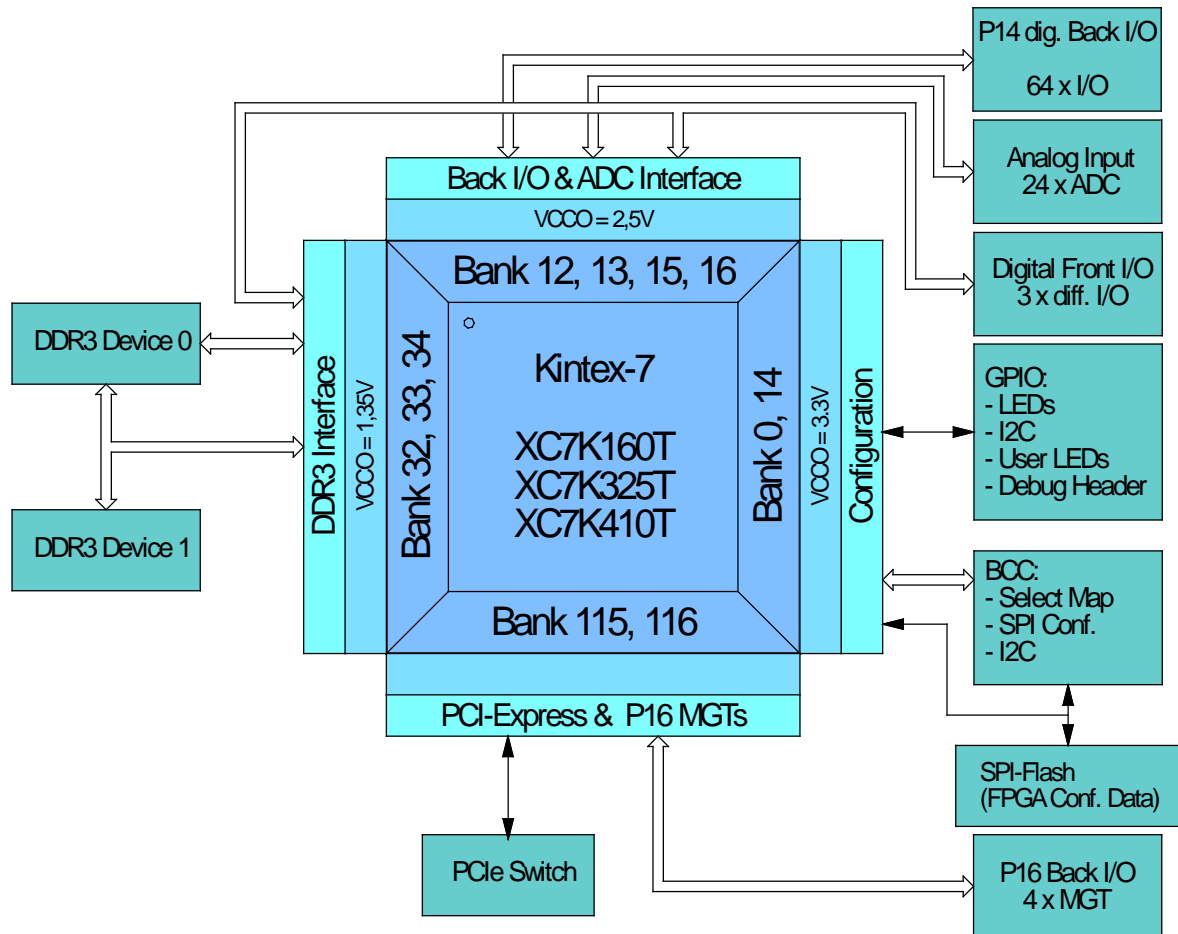 P14 dig. Back I/O
64 x I/O
Analog Input
24 x ADC
Digital Front I/O
3 x diff. I/O
GPIO:
- LEDs
- I2C
- User LEDs
- Debug Header
BCC:
- Select Map
- SPI Conf.
- I2C
SPI-Flash
(FPGA Conf. Data)
P16 Back I/O
4 x MGT
Back I/O & ADC Interface
VCCO = 2,5V
Bank 12, 13, 15, 16
DDR3 Device 0
DDR3 Device 1
DDR3 Interface
VCCO = 1,35V
Bank 32, 33, 34
Kintex-7
XC7K160T
XC7K325T
XC7K410T
Bank 0, 14
VCCO = 3.3V
Configuration
Bank 115, 116
PCI-Express & P16 MGTs
PCIe Switch